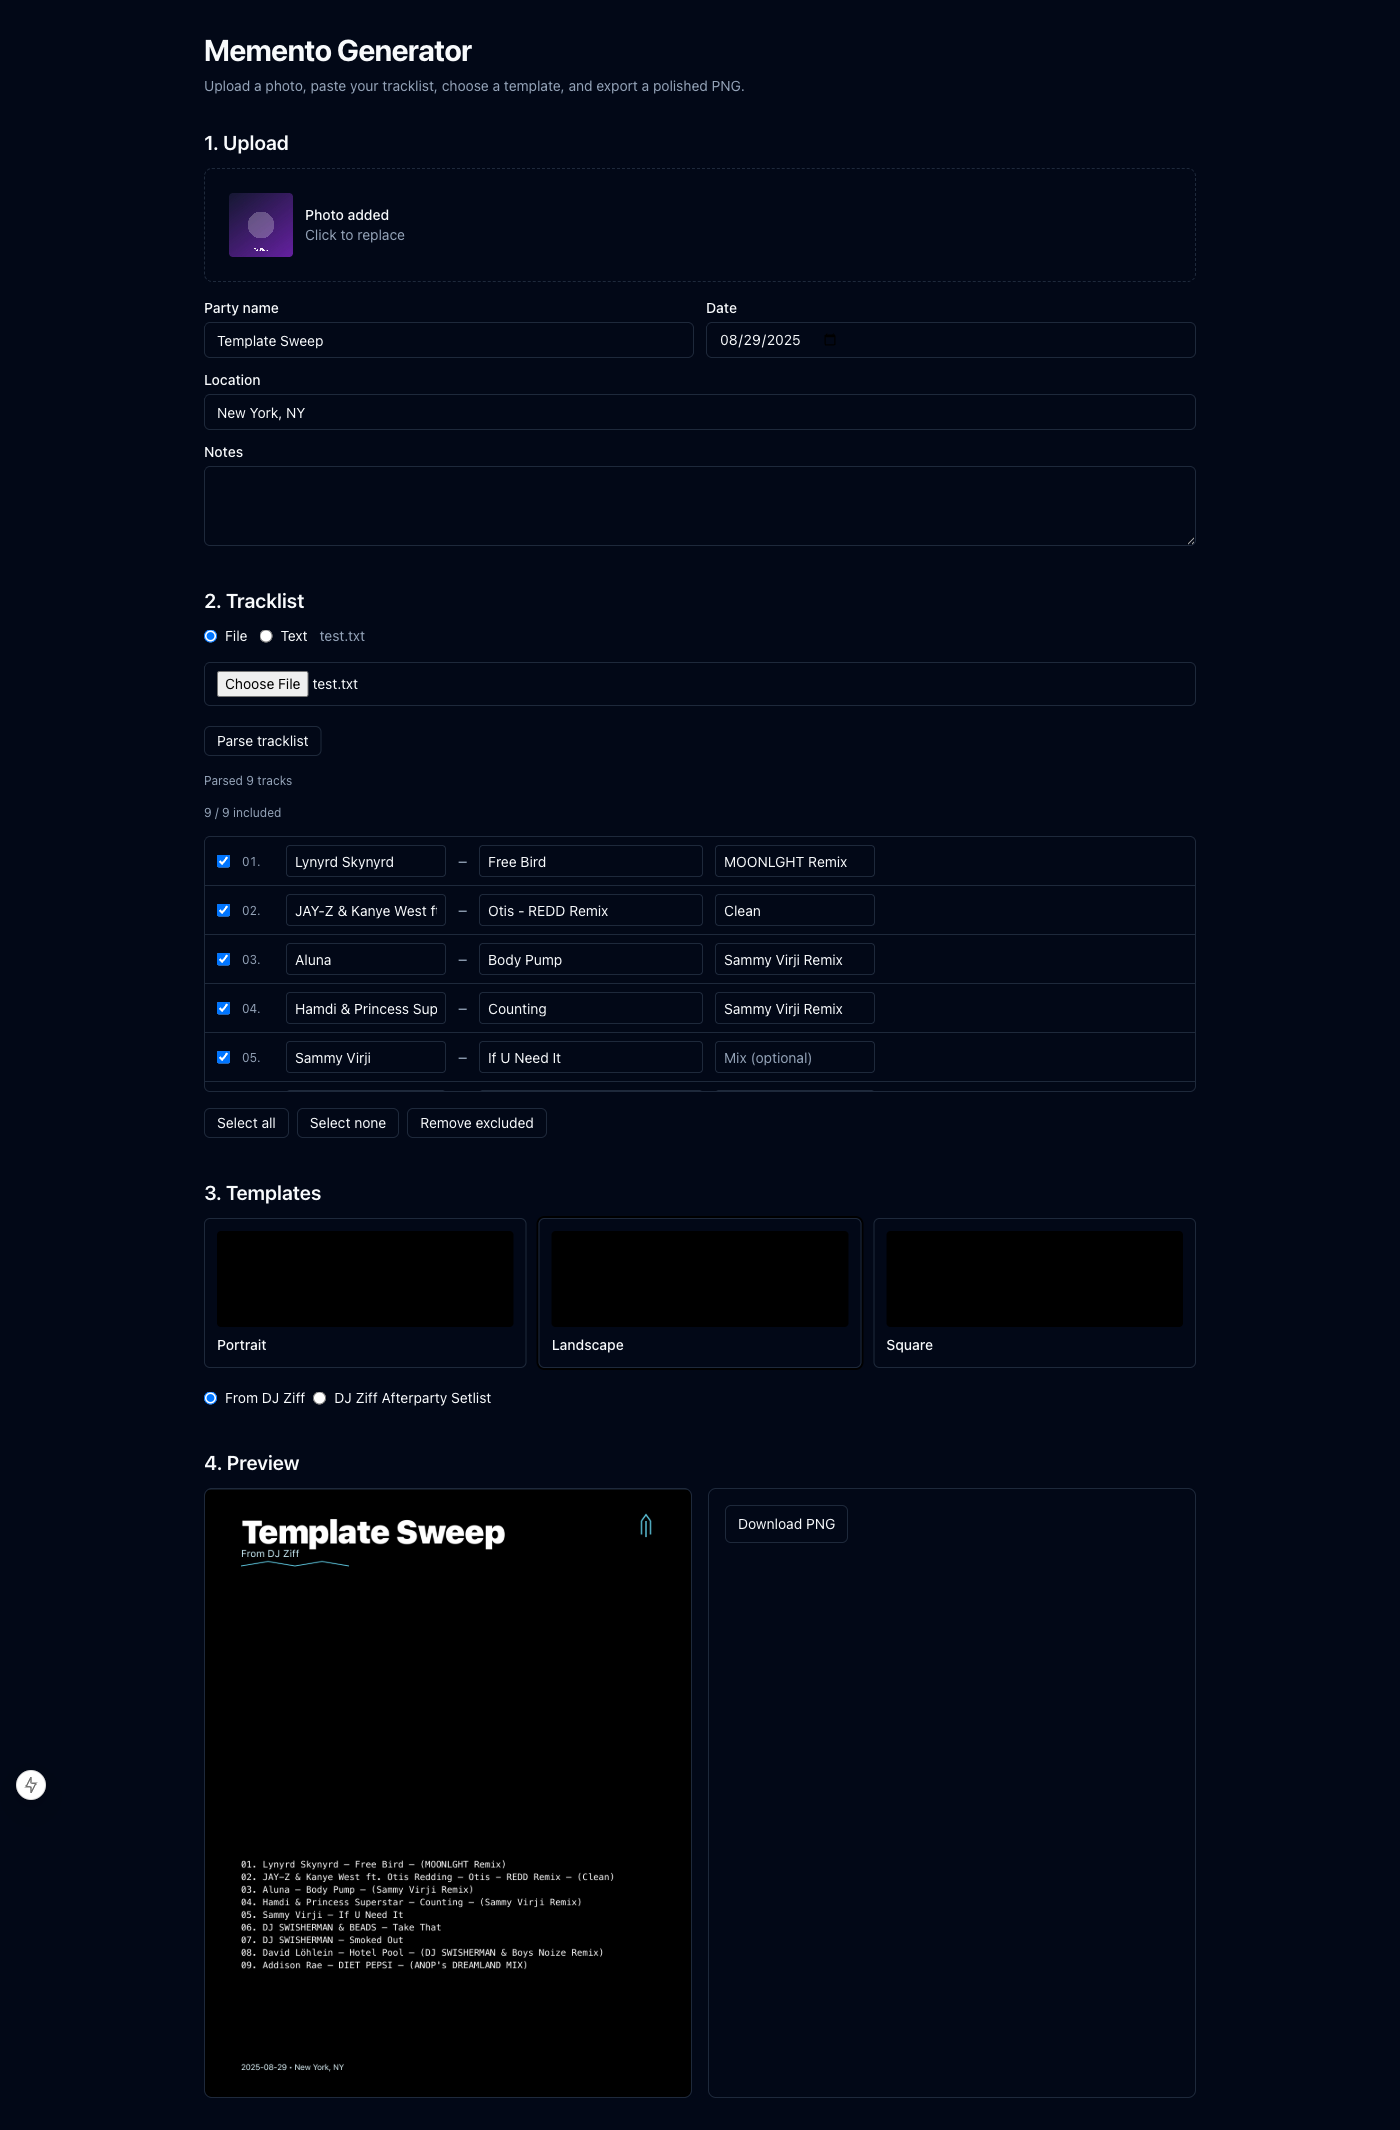 Memento Generator
Upload a photo, paste your tracklist, choose a template, and export a polished PNG.
1. Upload
Photo added
Click to replace
Party name
Date
Template Sweep
08/29/2025
Location
New York, NY
Notes
2. Tracklist
File
Text
test.txt
Choose File test.txt
Parse tracklist
Parsed 9 tracks
9 / 9 included
01. Lynyrd Skynyrd – Free Bird MOONLGHT Remix
02. JAY-Z & Kanye West f – Otis - REDD Remix Clean
03. Aluna – Body Pump Sammy Virji Remix
04. Hamdi & Princess Sup – Counting Sammy Virji Remix
05. Sammy Virji – If U Need It Mix (optional)
Select all
Select none
Remove excluded
3. Templates
Portrait
Landscape
Square
From DJ Ziff
DJ Ziff Afterparty Setlist
4. Preview
Template Sweep
From DJ Ziff
01. Lynyrd Skynyrd – Free Bird – (MOONLGHT Remix)
02. JAY-Z & Kanye West ft. Otis Redding – Otis - REDD Remix – (Clean)
03. Aluna – Body Pump – (Sammy Virji Remix)
04. Hamdi & Princess Superstar – Counting – (Sammy Virji Remix)
05. Sammy Virji – If U Need It
06. DJ SWISHERMAN & BEADS – Take That
07. DJ SWISHERMAN – Smoked Out
08. David Löhlein – Hotel Pool – (DJ SWISHERMAN & Boys Noize Remix)
09. Addison Rae – DIET PEPSI – (ANOP's DREAMLAND MIX)
2025-08-29 • New York, NY
Download PNG